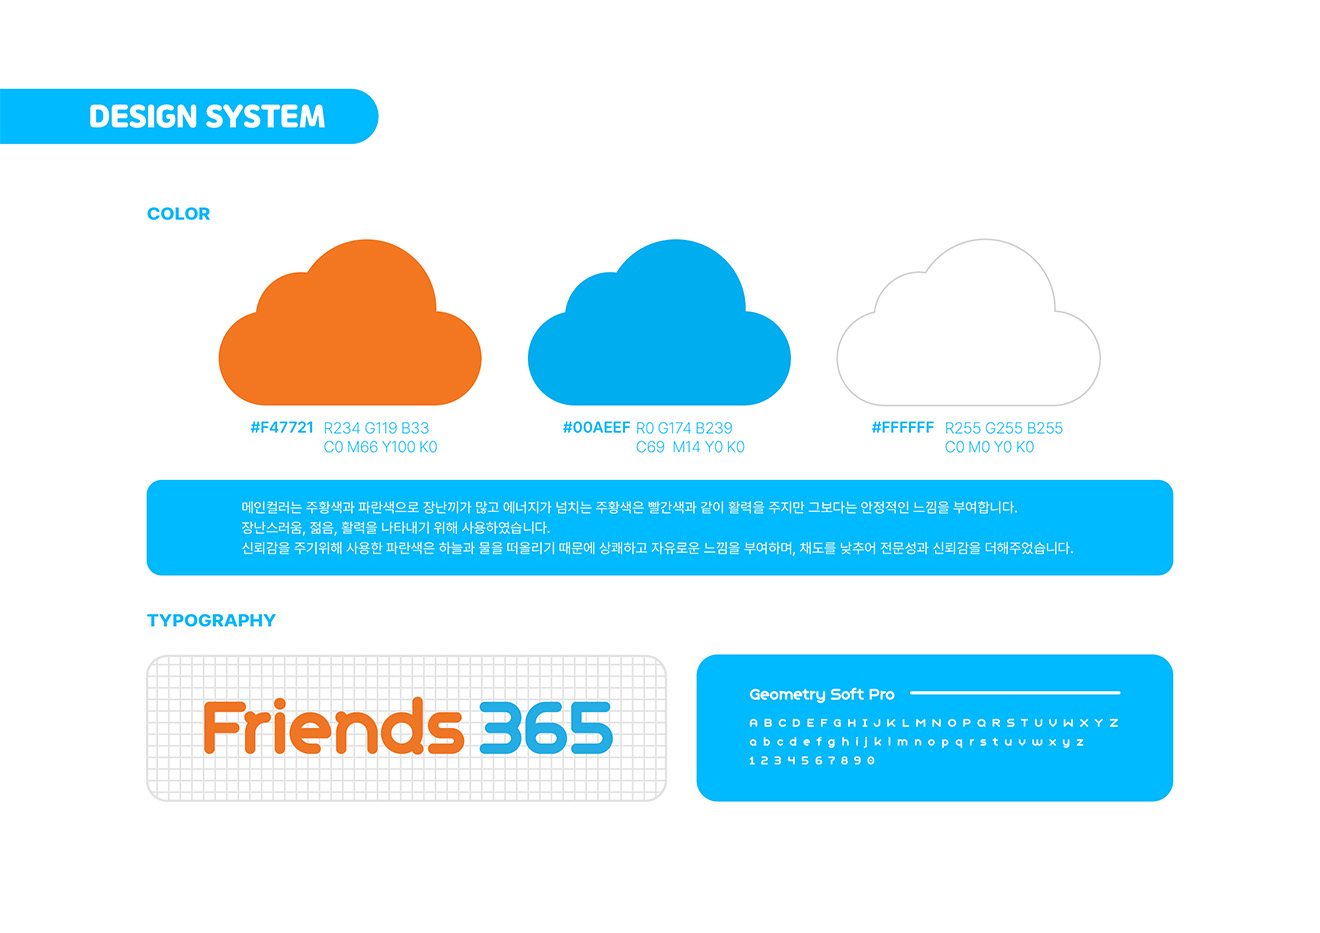 DESIGN SYSTEM
COLOR
#F47721 R234 G119 B33
C0 M66 Y100 K0
#00AEEF R0 G174 B239
C69 M14 Y0 K0
#FFFFFF R255 G255 B255
C0 M0 Y0 K0
메인컬러는 주황색과 파란색으로 장난끼가 많고 에너지가 넘치는 주황색은 빨간색과 같이 활력을 주지만 그보다는 안정적인 느낌을 부여합니다.
장난스러움, 젊음, 활력을 나타내기 위해 사용하였습니다.
신뢰감을 주기위해 사용한 파란색은 하늘과 물을 떠올리기 때문에 상쾌하고 자유로운 느낌을 부여하며, 채도를 낮추어 전문성과 신뢰감을 더해주었습니다.
TYPOGRAPHY
Friends 365
Geometry Soft Pro
A B C D E F G H I J K L M N O P Q R S T U V W X Y Z
a b c d e f g h i j k l m n o p q r s t u v w x y z
1 2 3 4 5 6 7 8 9 0